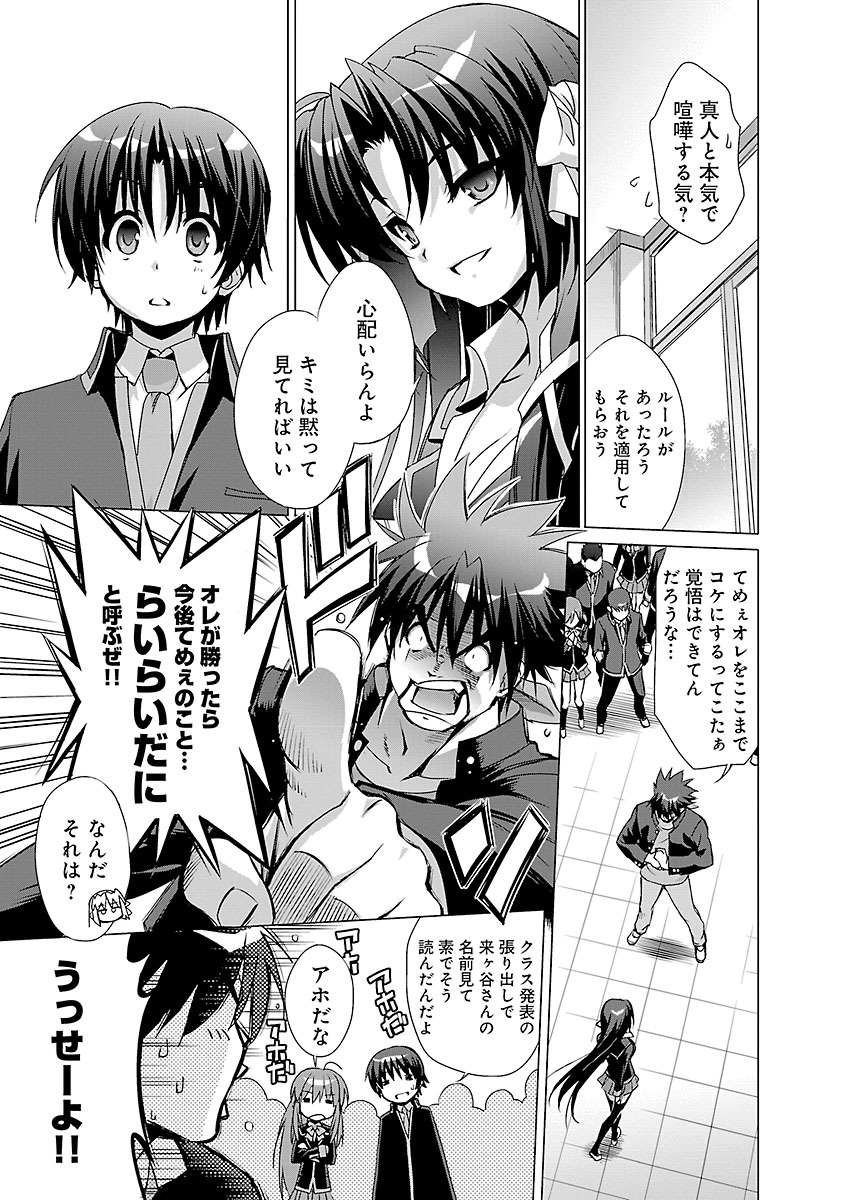 真人と本気で
喧嘩する気？
ルールが
あったろう
それを適用して
もらおう
心配いらんよ
キミは黙って
見てればいい
てめぇオレをここまで
コケにするってこたぁ
覚悟はできてん
だろうな…
ドン
オレが勝ったら
今後てめぇのこと…
らいらいだに
と呼ぶぜ!!
なんだ
それは？
クラス発表の
張り出しで
来ヶ谷さんの
名前見て
素でそう
読んだんだよ
アホだ
アホだな
アホだ
うっせーよ!!